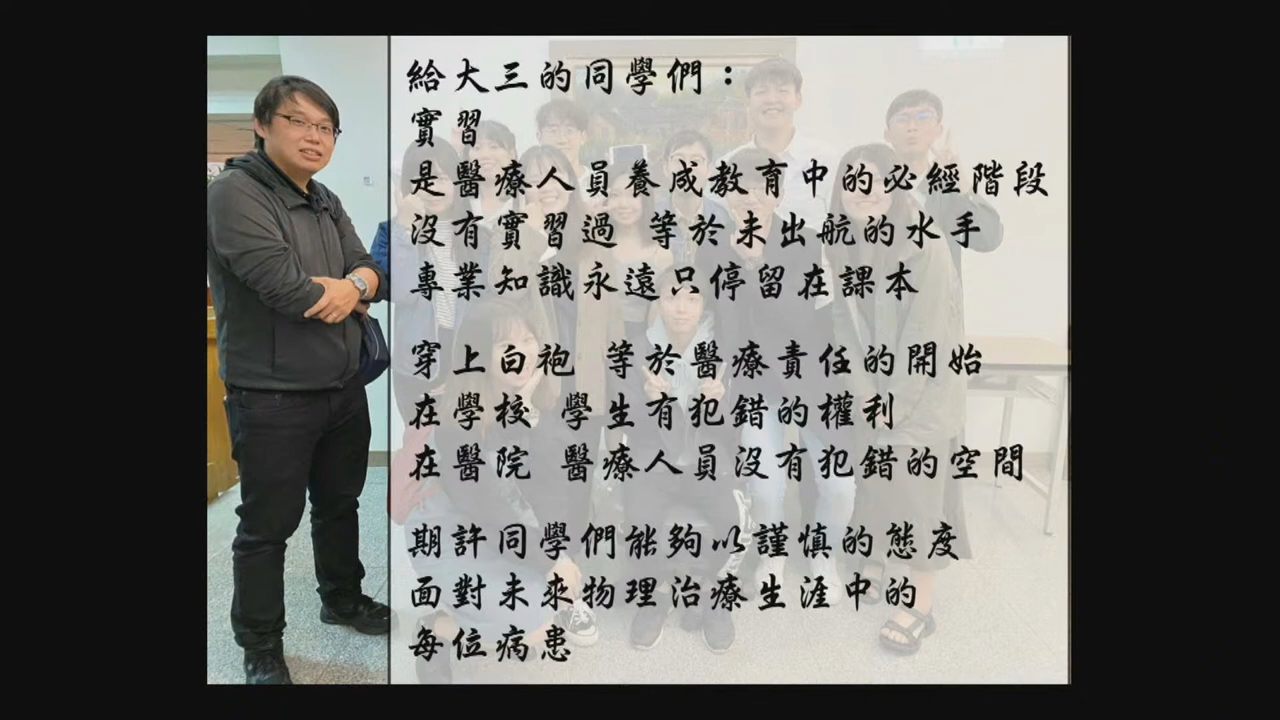 給大三的同學們：
實習
是醫療人員養成教育中的必經階段
沒有實習過 等於未出航的水手
專業知識永遠只停留在課本
穿上白袍 等於醫療責任的開始
在學校 學生有犯錯的權利
在醫院 醫療人員沒有犯錯的空間
期許同學們能夠以謹慎的態度
面對未來物理治療生涯中的
每位病患